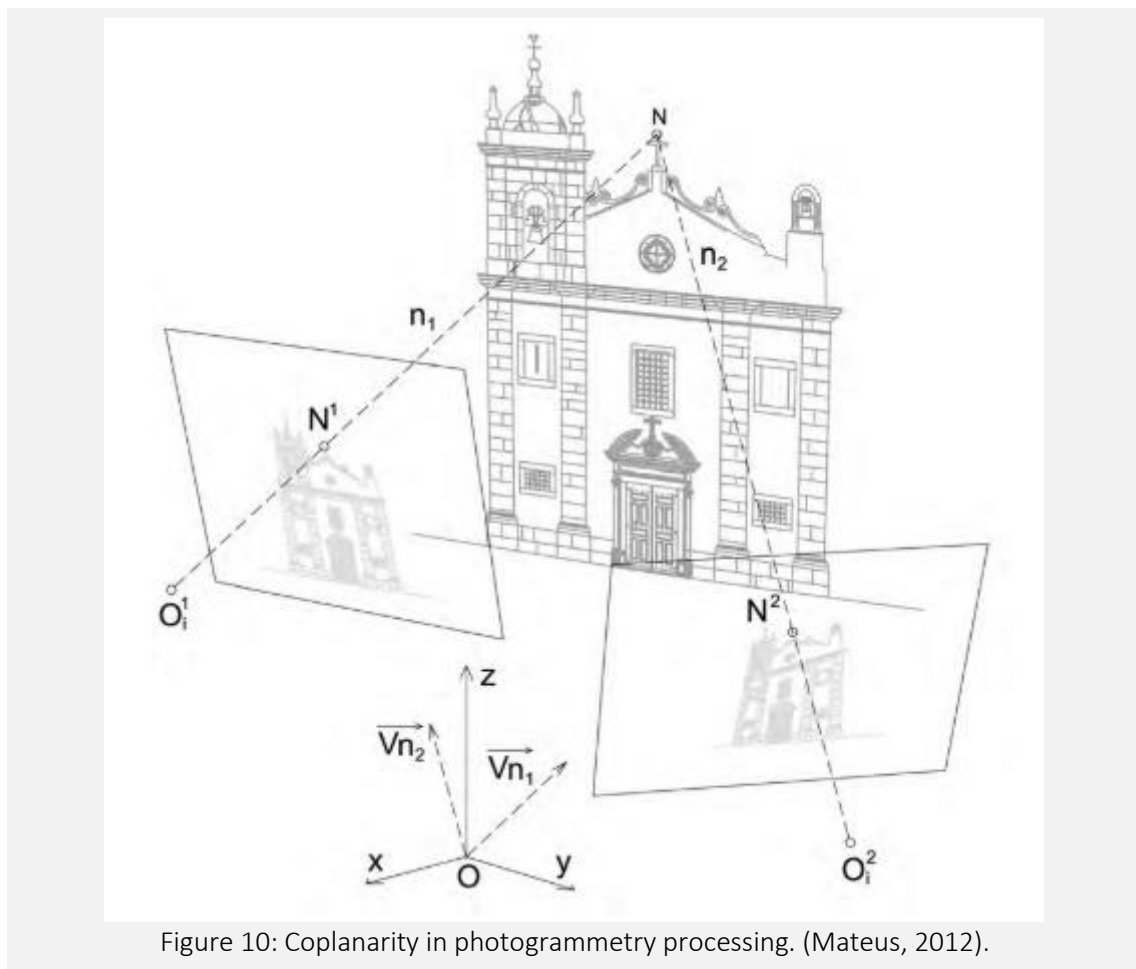 N
n₂
n₁
N¹
O¹ᵢ
N²
z
Vn₂
Vn₁
x
O
y
O²ᵢ
Figure 10: Coplanarity in photogrammetry processing. (Mateus, 2012).